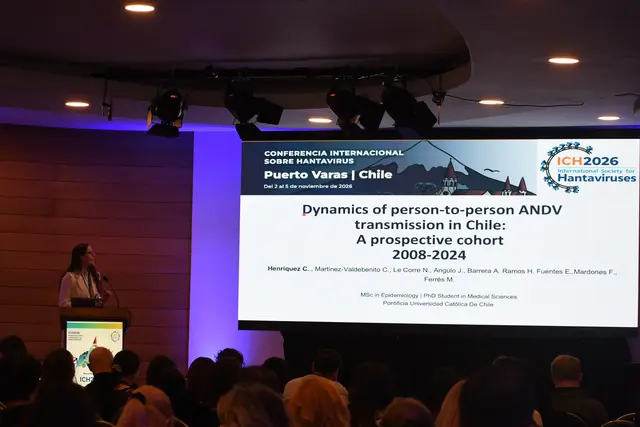 CONFERENCIA INTERNACIONAL
SOBRE HANTAVIRUS
Puerto Varas | Chile
Del 2 al 5 de noviembre de 2026
ICH2026
International Society for
Hantaviruses
Dynamics of person-to-person ANDV
transmission in Chile:
A prospective cohort
2008-2024
Henríquez C., Martinez-Valdebenito C., Le Corre N., Angulo J., Barrera A. Ramos H. Fuentes E., Mardones F.,
Ferrés M.
MSc in Epidemiology | PhD Student in Medical Sciences
Pontificia Universidad Católica De Chile